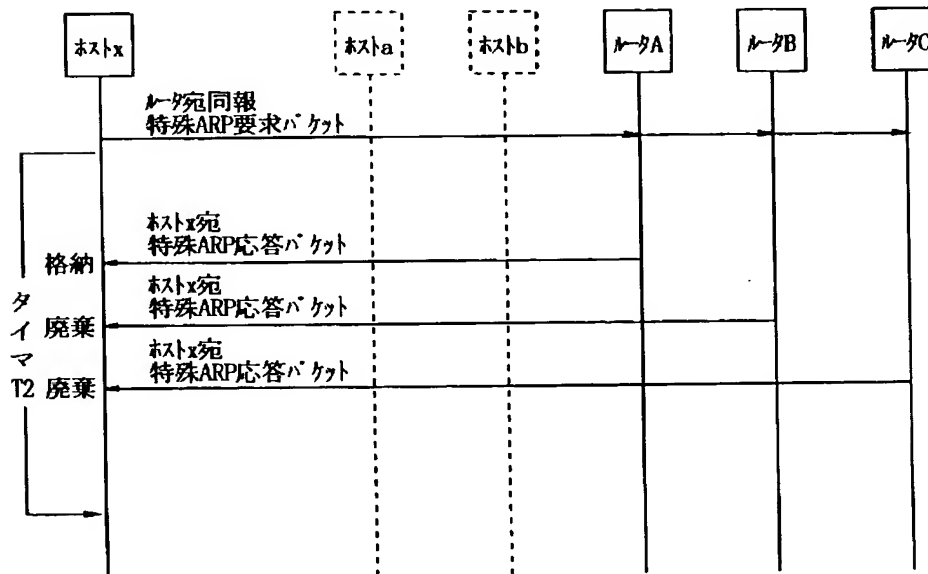 ホストx
ホストa
ホストb
ルータA
ルータB
ルータC
ルータ宛同報
特殊ARP要求パケット
ホストx宛
特殊ARP応答パケット
格納
ホストx宛
特殊ARP応答パケット
廃棄
ホストx宛
特殊ARP応答パケット
廃棄
タイマ
T2